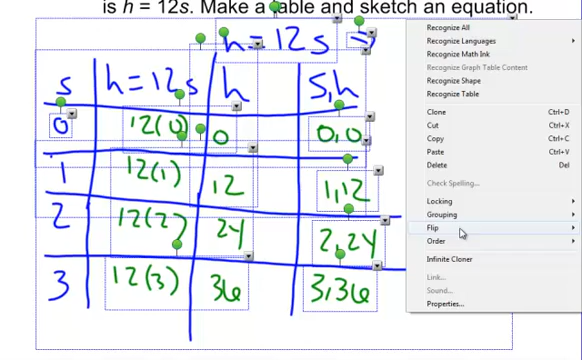 is h = 12s. Make a table and sketch an equation.
h = 12s ⇒
s h = 12s h s,h
0 12(0) 0 0,0
1 12(1) 12 1,12
2 12(2) 24 2,24
3 12(3) 36 3,36
Recognize All
Recognize Languages
Recognize Math Ink
Recognize Graph Table Content
Recognize Shape
Recognize Table
Clone Ctrl+D
Cut Ctrl+X
Copy Ctrl+C
Paste Ctrl+V
Delete Del
Check Spelling...
Locking
Grouping
Flip
Order
Infinite Cloner
Link...
Sound...
Properties...